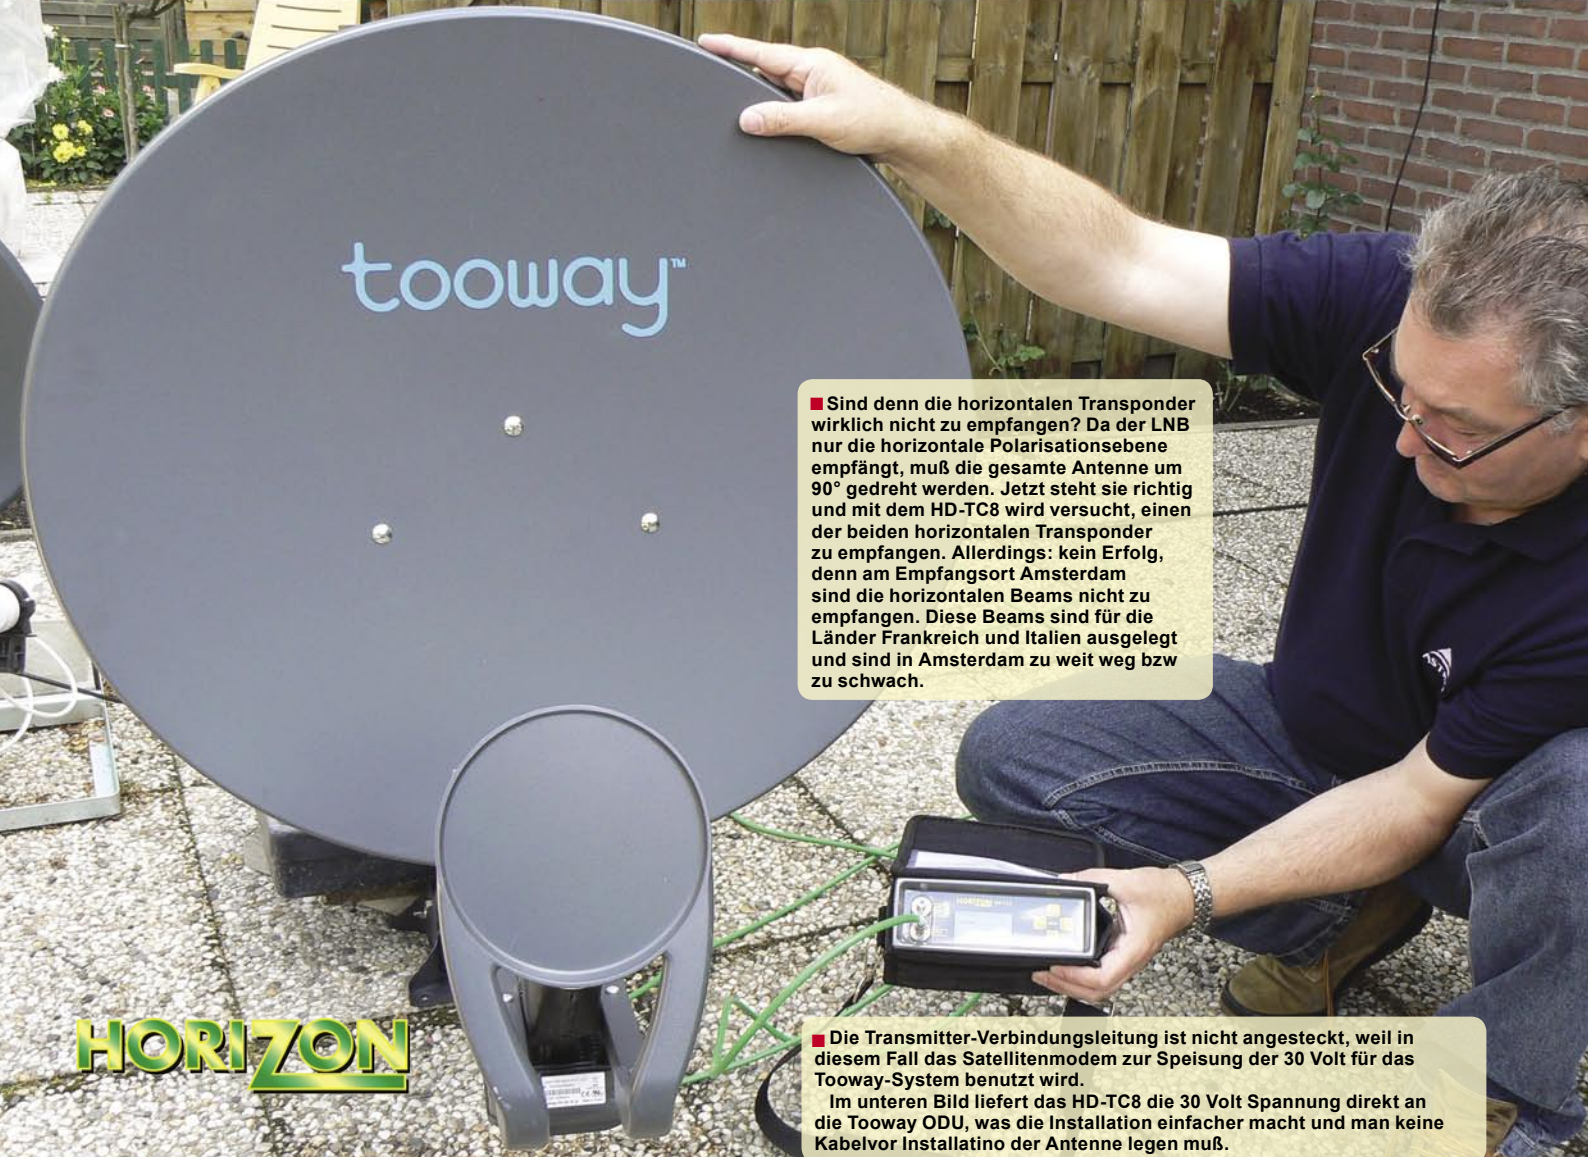 tooway™
■ Sind denn die horizontalen Transponder
wirklich nicht zu empfangen? Da der LNB
nur die horizontale Polarisationsebene
empfängt, muß die gesamte Antenne um
90° gedreht werden. Jetzt steht sie richtig
und mit dem HD-TC8 wird versucht, einen
der beiden horizontalen Transponder
zu empfangen. Allerdings: kein Erfolg,
denn am Empfangsort Amsterdam
sind die horizontalen Beams nicht zu
empfangen. Diese Beams sind für die
Länder Frankreich und Italien ausgelegt
und sind in Amsterdam zu weit weg bzw
zu schwach.
HORIZON
HORIZON
■ Die Transmitter-Verbindungsleitung ist nicht angesteckt, weil in
diesem Fall das Satellitenmodem zur Speisung der 30 Volt für das
Tooway-System benutzt wird.
Im unteren Bild liefert das HD-TC8 die 30 Volt Spannung direkt an
die Tooway ODU, was die Installation einfacher macht und man keine
Kabelvor Installatino der Antenne legen muß.